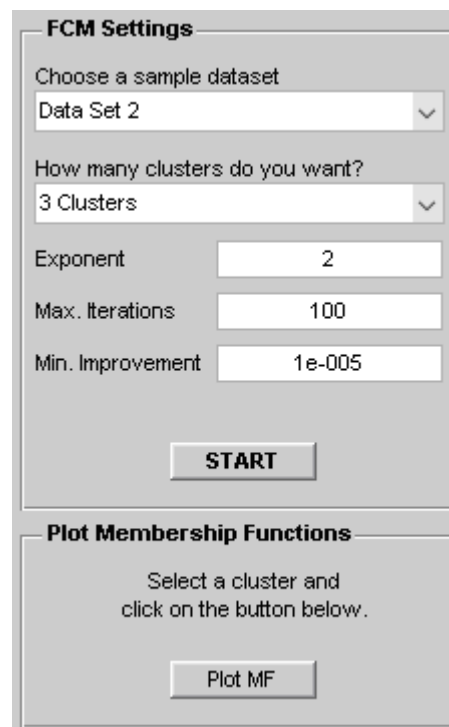 FCM Settings
Choose a sample dataset
Data Set 2
How many clusters do you want?
3 Clusters
Exponent 2
Max. Iterations 100
Min. Improvement 1e-005
START
Plot Membership Functions
Select a cluster and
click on the button below.
Plot MF